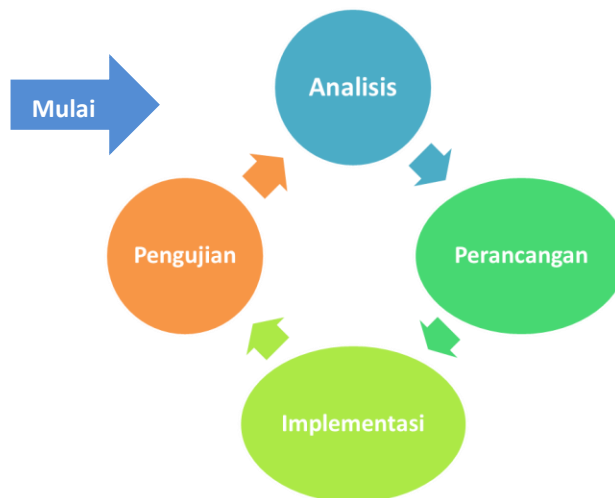 Mulai
Analisis
Perancangan
Implementasi
Pengujian